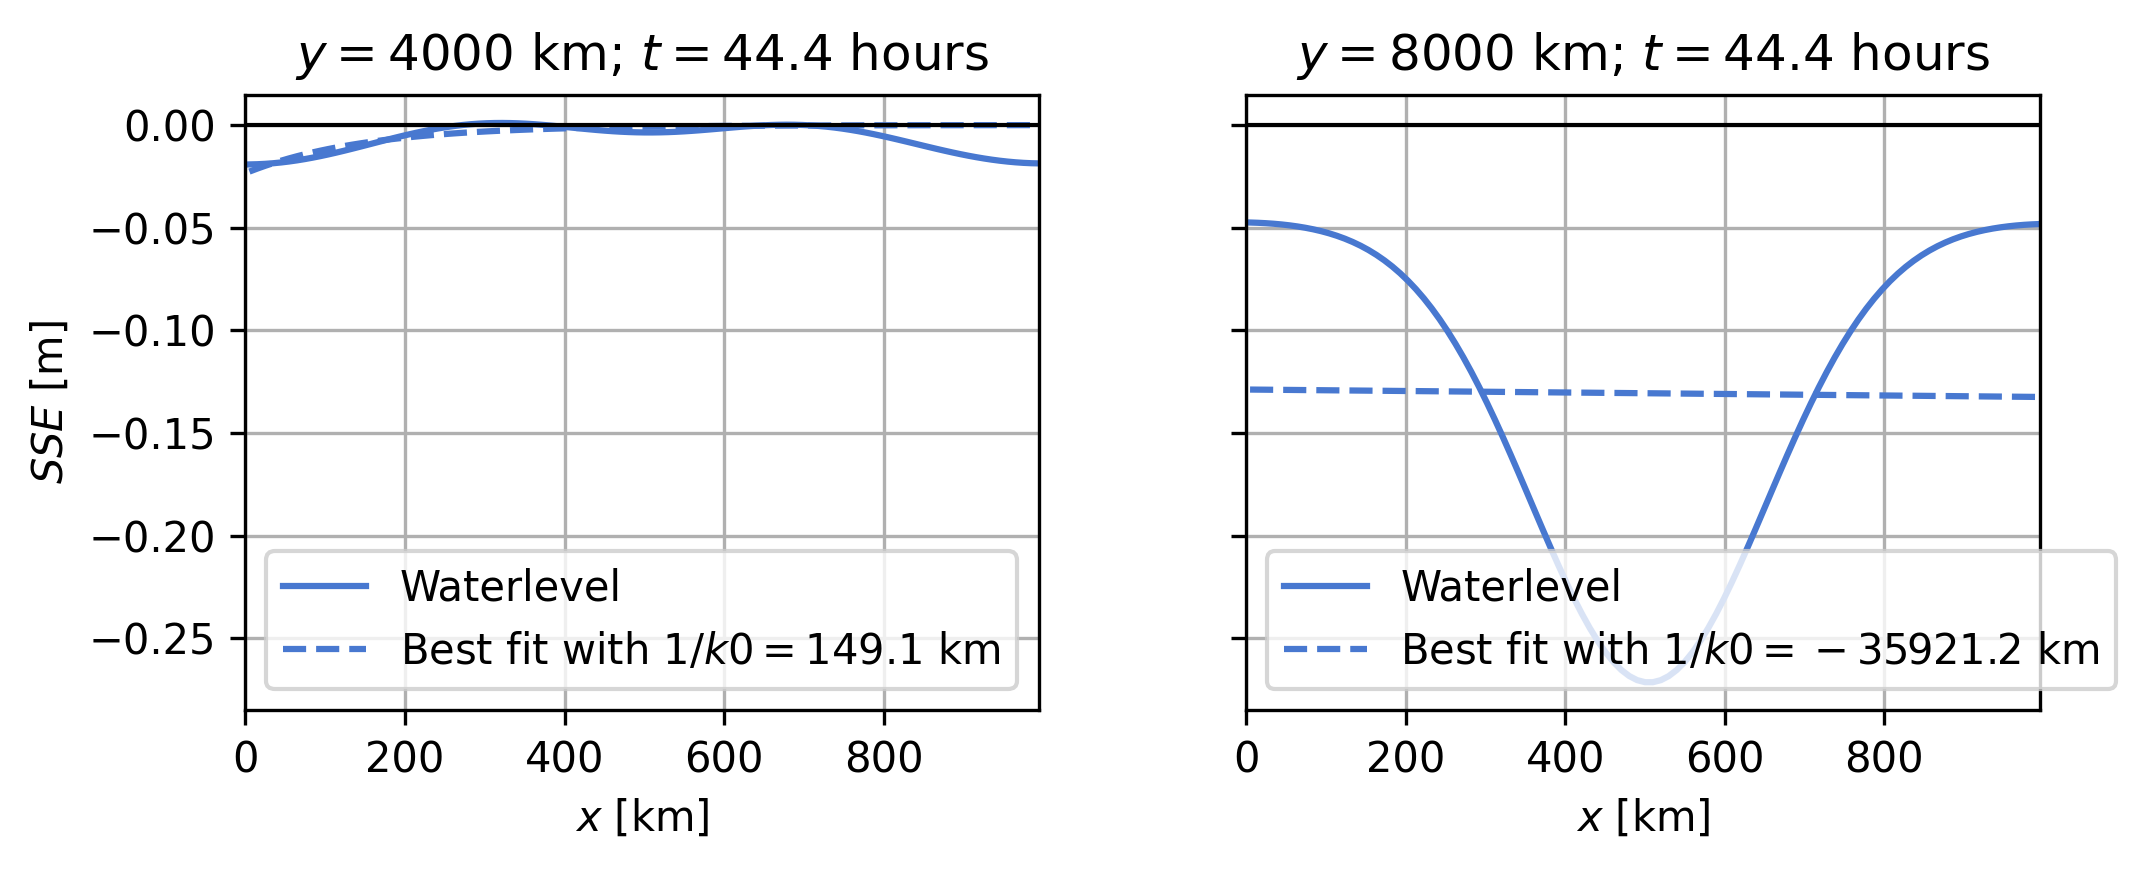 y = 4000 km; t = 44.4 hours
0.00
−0.05
−0.10
−0.15
−0.20
−0.25
SSE [m]
Waterlevel
Best fit with 1/k0 = 149.1 km
0 200 400 600 800
x [km]
y = 8000 km; t = 44.4 hours
Waterlevel
Best fit with 1/k0 = − 35921.2 km
0 200 400 600 800
x [km]